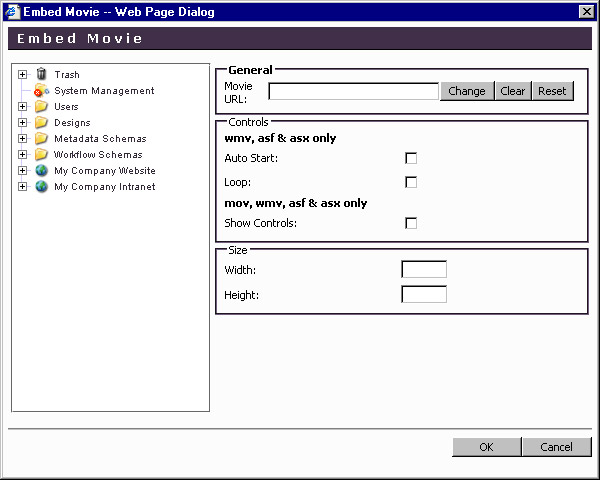 Embed Movie -- Web Page Dialog
Embed Movie
Trash
System Management
Users
Designs
Metadata Schemas
Workflow Schemas
My Company Website
My Company Intranet
General
Movie
URL:
Change Clear Reset
Controls
wmv, asf & asx only
Auto Start:
Loop:
mov, wmv, asf & asx only
Show Controls:
Size
Width:
Height:
OK Cancel